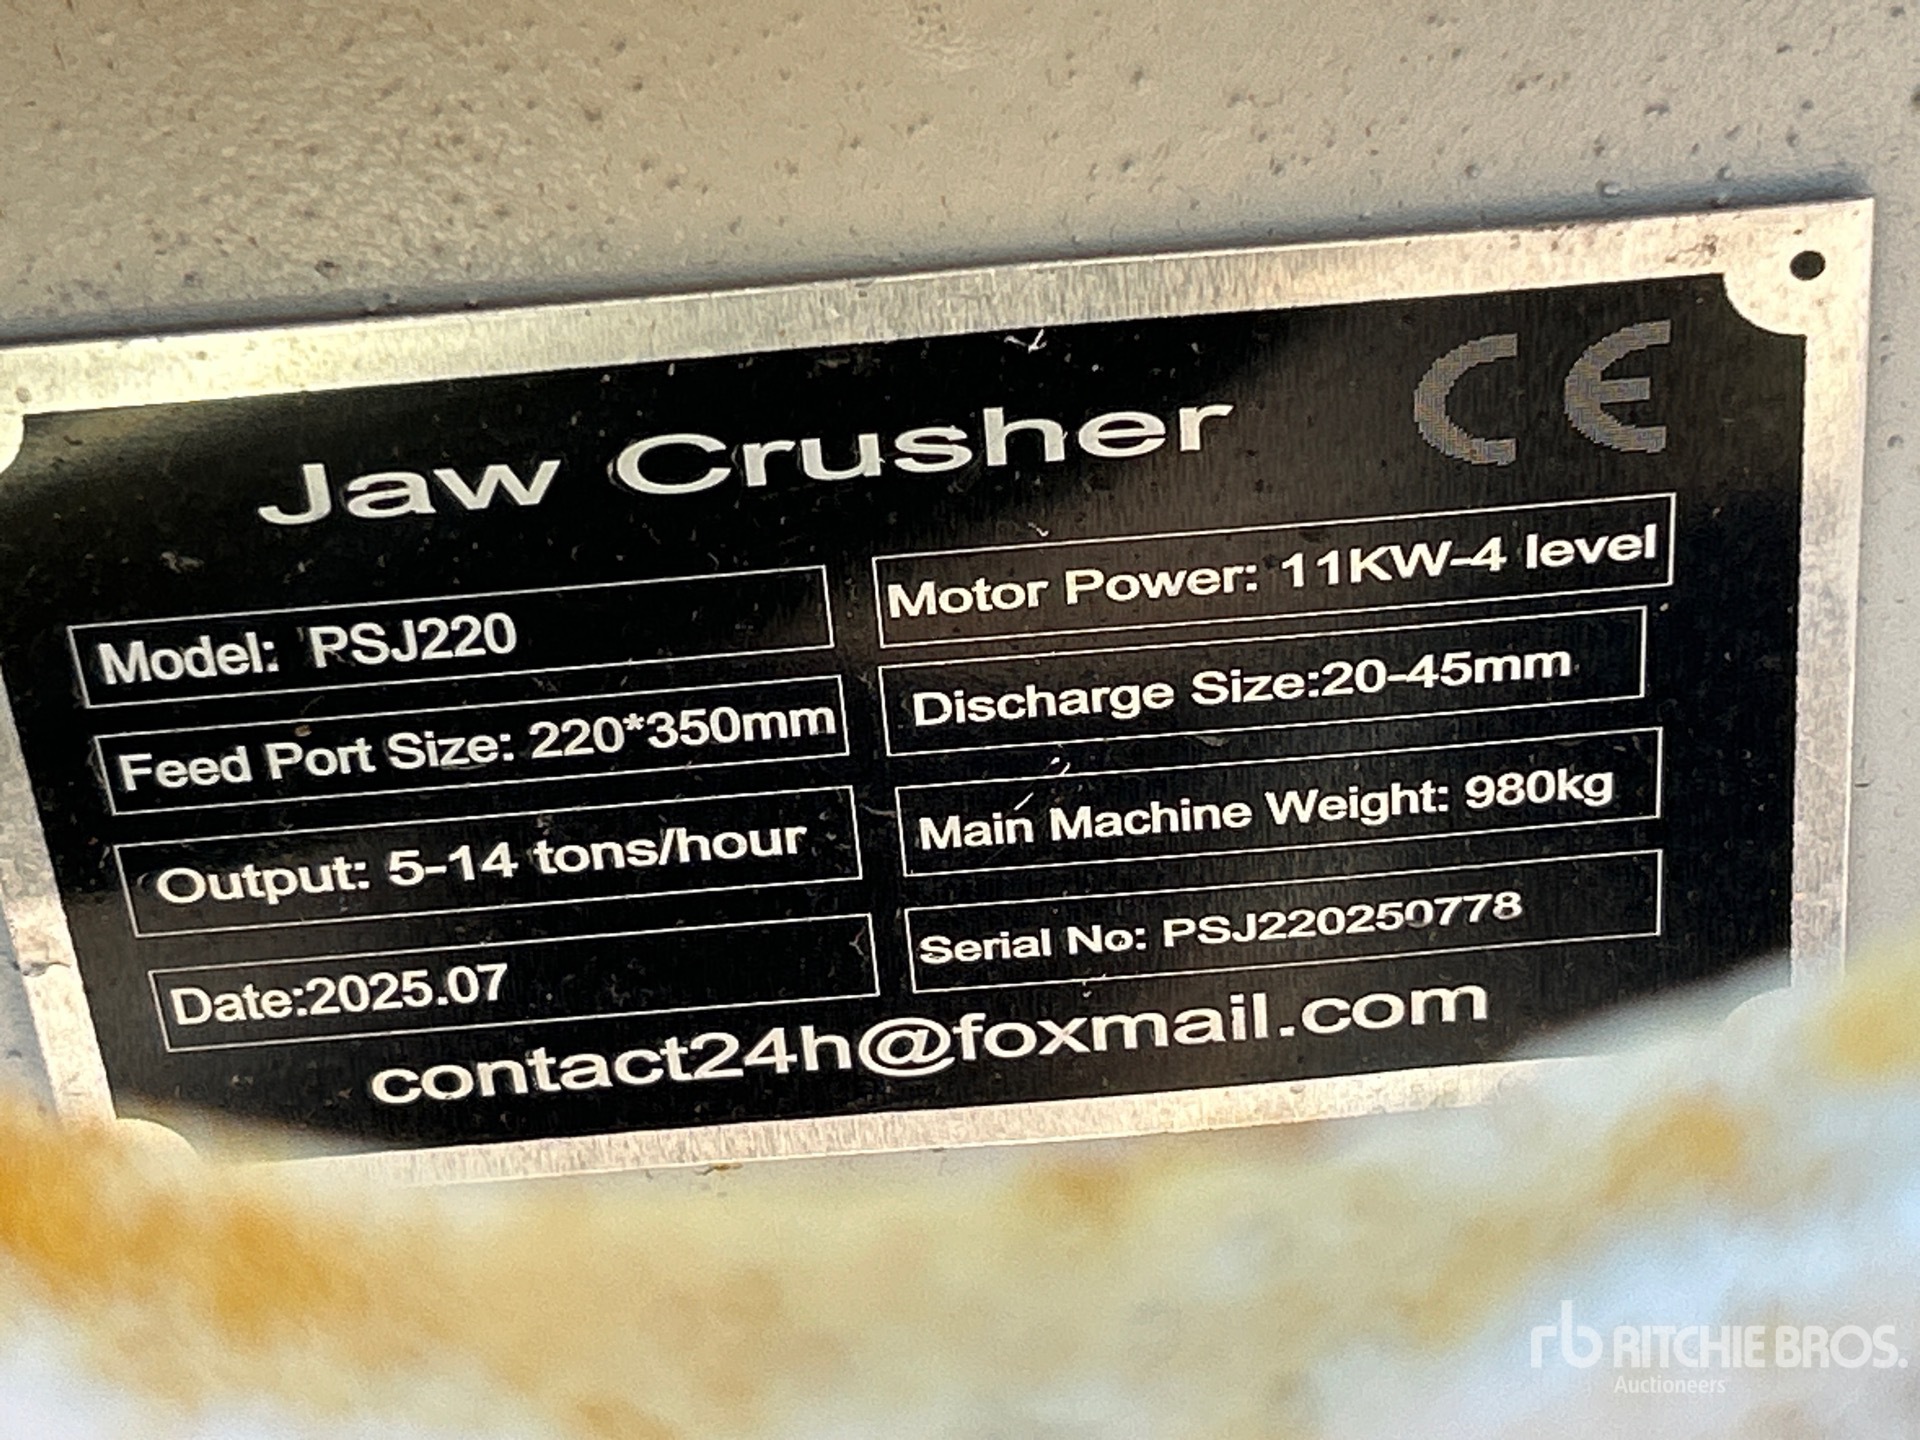 CE
Jaw Crusher
Model: PSJ220
Motor Power: 11KW-4 level
Feed Port Size: 220*350mm
Discharge Size:20-45mm
Output: 5-14 tons/hour
Main Machine Weight: 980kg
Date:2025.07
Serial No: PSJ220250778
contact24h@foxmail.com
rb RITCHIE BROS.
Auctioneers